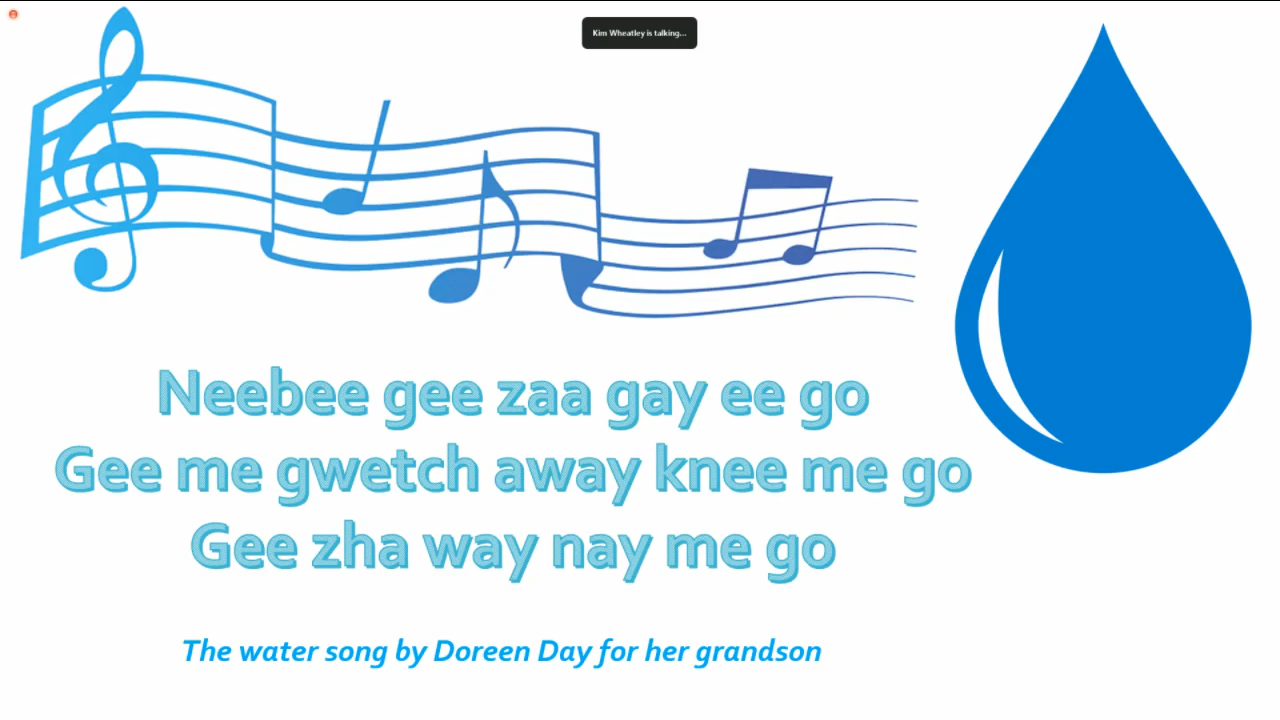 Kim Wheatley is talking...
Neebee gee zaa gay ee go
Gee me gwetch away knee me go
Gee zha way nay me go
The water song by Doreen Day for her grandson